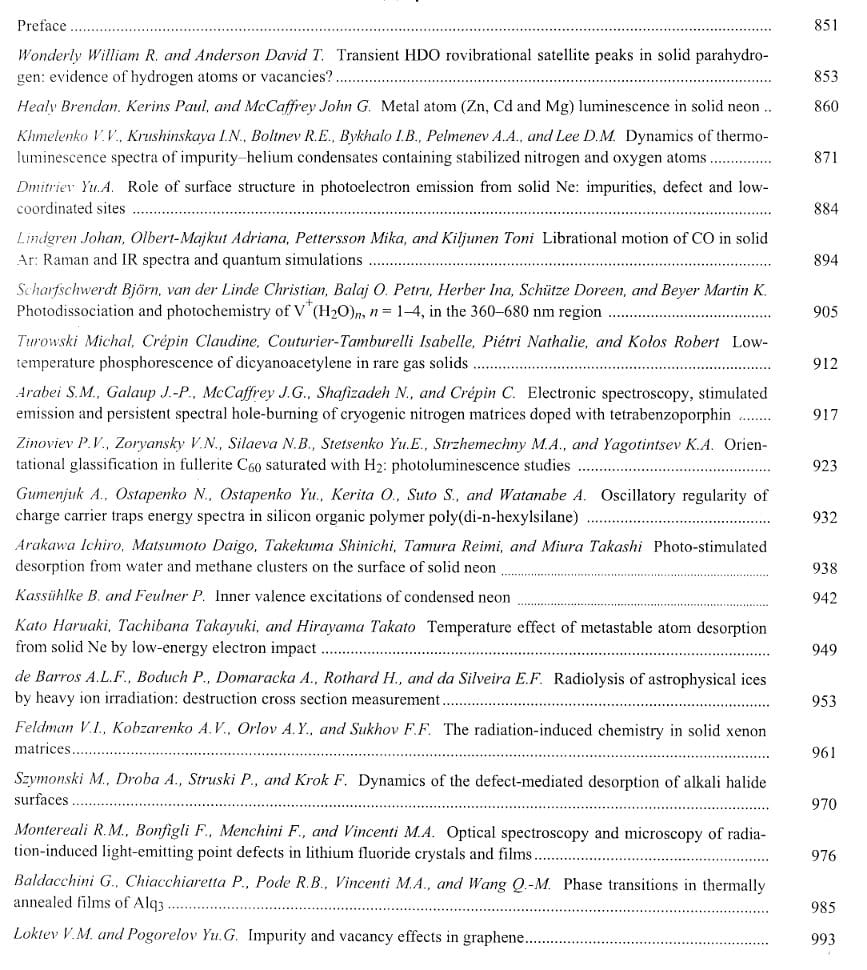 Preface ........ 851
Wonderly William R. and Anderson David T. Transient HDO rovibrational satellite peaks in solid parahydro-
gen: evidence of hydrogen atoms or vacancies? ........ 853
Healy Brendan, Kerins Paul, and McCaffrey John G. Metal atom (Zn, Cd and Mg) luminescence in solid neon .. 860
Khmelenko V.V., Krushinskaya I.N., Boltnev R.E., Bykhalo I.B., Pelmenev A.A., and Lee D.M. Dynamics of thermo-
luminescence spectra of impurity–helium condensates containing stabilized nitrogen and oxygen atoms ........ 871
Dmitriev Yu.A. Role of surface structure in photoelectron emission from solid Ne: impurities, defect and low-
coordinated sites ........ 884
Lindgren Johan, Olbert-Majkut Adriana, Pettersson Mika, and Kiljunen Toni Librational motion of CO in solid
Ar: Raman and IR spectra and quantum simulations ........ 894
Scharfschwerdt Björn, van der Linde Christian, Balaj O. Petru, Herber Ina, Schütze Doreen, and Beyer Martin K.
Photodissociation and photochemistry of V⁺(H₂O)ₙ, n = 1–4, in the 360–680 nm region ........ 905
Turowski Michal, Crépin Claudine, Couturier-Tamburelli Isabelle, Piétri Nathalie, and Kolos Robert Low-
temperature phosphorescence of dicyanoacetylene in rare gas solids ........ 912
Arabei S.M., Galaup J.-P., McCaffrey J.G., Shafizadeh N., and Crépin C. Electronic spectroscopy, stimulated
emission and persistent spectral hole-burning of cryogenic nitrogen matrices doped with tetrabenzoporphin ........ 917
Zinoviev P.V., Zoryansky V.N., Silaeva N.B., Stetsenko Yu.E., Strzhemechny M.A., and Yagotintsev K.A. Orien-
tational glassification in fullerite C₆₀ saturated with H₂: photoluminescence studies ........ 923
Gumenjuk A., Ostapenko N., Ostapenko Yu., Kerita O., Suto S., and Watanabe A. Oscillatory regularity of
charge carrier traps energy spectra in silicon organic polymer poly(di-n-hexylsilane) ........ 932
Arakawa Ichiro, Matsumoto Daigo, Takekuma Shinichi, Tamura Reimi, and Miura Takashi Photo-stimulated
desorption from water and methane clusters on the surface of solid neon ........ 938
Kassühlke B. and Feulner P. Inner valence excitations of condensed neon ........ 942
Kato Haruaki, Tachibana Takayuki, and Hirayama Takato Temperature effect of metastable atom desorption
from solid Ne by low-energy electron impact ........ 949
de Barros A.L.F., Boduch P., Domaracka A., Rothard H., and da Silveira E.F. Radiolysis of astrophysical ices
by heavy ion irradiation: destruction cross section measurement ........ 953
Feldman V.I., Kobzarenko A.V., Orlov A.Y., and Sukhov F.F. The radiation-induced chemistry in solid xenon
matrices ........ 961
Szymonski M., Droba A., Struski P., and Krok F. Dynamics of the defect-mediated desorption of alkali halide
surfaces ........ 970
Montereali R.M., Bonfigli F., Menchini F., and Vincenti M.A. Optical spectroscopy and microscopy of radia-
tion-induced light-emitting point defects in lithium fluoride crystals and films ........ 976
Baldacchini G., Chiacchiaretta P., Pode R.B., Vincenti M.A., and Wang Q.-M. Phase transitions in thermally
annealed films of Alq₃ ........ 985
Loktev V.M. and Pogorelov Yu.G. Impurity and vacancy effects in graphene ........ 993